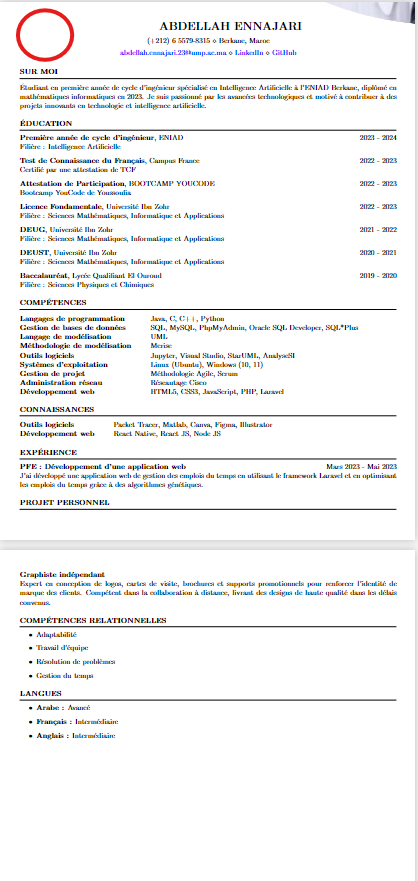 ABDELLAH ENNAJARI
(+212) 6 5579-8315 ⋄ Berkane, Maroc
abdellah.ennajari.23@ump.ac.ma ⋄ LinkedIn ⋄ GitHub
SUR MOI
Étudiant en première année de cycle d'ingénieur spécialisé en Intelligence Artificielle à l'ENIAD Berkane, diplômé en
mathématiques informatiques en 2023. Je suis passionné par les avancées technologiques et motivé à contribuer à des
projets innovants en technologie et intelligence artificielle.
ÉDUCATION
Première année de cycle d'ingénieur, ENIAD 2023 - 2024
Filière : Intelligence Artificielle
Test de Connaissance du Français, Campus France 2022 - 2023
Certifié par une attestation de TCF
Attestation de Participation, BOOTCAMP YOUCODE 2022 - 2023
Bootcamp YouCode de Youssoufia
Licence Fondamentale, Université Ibn Zohr 2022 - 2023
Filière : Sciences Mathématiques, Informatique et Applications
DEUG, Université Ibn Zohr 2021 - 2022
Filière : Sciences Mathématiques, Informatique et Applications
DEUST, Université Ibn Zohr 2020 - 2021
Filière : Sciences Mathématiques, Informatique et Applications
Baccalauréat, Lycée Qualifiant El Ouroud 2019 - 2020
Filière : Sciences Physiques et Chimiques
COMPÉTENCES
Langages de programmation Java, C, C++, Python
Gestion de bases de données SQL, MySQL, PhpMyAdmin, Oracle SQL Developer, SQL*Plus
Langage de modélisation UML
Méthodologie de modélisation Merise
Outils logiciels Jupyter, Visual Studio, StarUML, AnalyseSI
Systèmes d'exploitation Linux (Ubuntu), Windows (10, 11)
Gestion de projet Méthodologie Agile, Scrum
Administration réseau Réseautage Cisco
Développement web HTML5, CSS3, JavaScript, PHP, Laravel
CONNAISSANCES
Outils logiciels Packet Tracer, Matlab, Canva, Figma, Illustrator
Développement web React Native, React JS, Node JS
EXPÉRIENCE
PFE : Développement d'une application web Mars 2023 - Mai 2023
J'ai développé une application web de gestion des emplois du temps en utilisant le framework Laravel et en optimisant
les emplois du temps grâce à des algorithmes génétiques.
PROJET PERSONNEL
Graphiste indépendant
Expert en conception de logos, cartes de visite, brochures et supports promotionnels pour renforcer l'identité de
marque des clients. Compétent dans la collaboration à distance, livrant des designs de haute qualité dans les délais
convenus.
COMPÉTENCES RELATIONNELLES
• Adaptabilité
• Travail d'équipe
• Résolution de problèmes
• Gestion du temps
LANGUES
• Arabe : Avancé
• Français : Intermédiaire
• Anglais : Intermédiaire